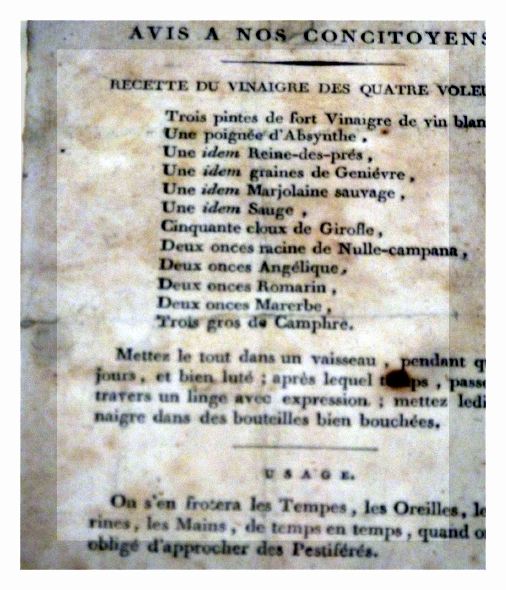 AVIS A NOS CONCITOYENS
RECETTE DU VINAIGRE DES QUATRE VOLEU
Trois pintes de fort Vinaigre de vin blan
Une poignée d'Absynthe,
Une idem Reine-des-prés,
Une idem graines de Geniévre,
Une idem Marjolaine sauvage,
Une idem Sauge,
Cinquante cloux de Girofle,
Deux onces racine de Nulle-campana,
Deux onces Angélique,
Deux onces Romarin,
Deux onces Marerbe,
Trois gros de Camphre.
Mettez le tout dans un vaisseau, pendant q
jours, et bien luté; après lequel passe
travers un linge avec expression; mettez ledi
naigre dans des bouteilles bien bouchées.
USAGE.
On s'en frotera les Tempes, les Oreilles, le
rines, les Mains, de temps en temps, quand o
obligé d'approcher des Pestiférés.